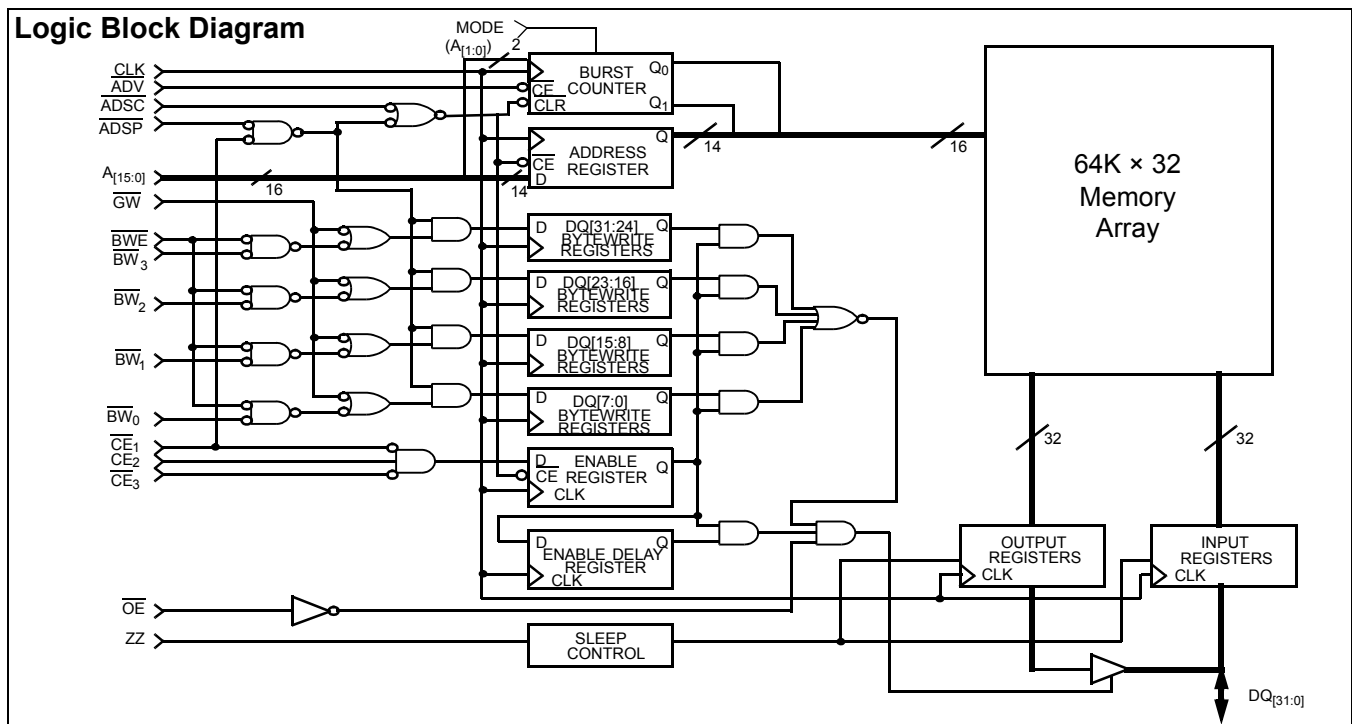 Logic Block Diagram
MODE
(A[1:0])
2
CLK
ADV
ADSC
ADSP
A[15:0]
16
14
GW
BWE
BW3
BW2
BW1
BW0
CE1
CE2
CE3
OE
ZZ
BURST
COUNTER
CE
CLR
Q0
Q1
ADDRESS
REGISTER
CE
D
Q
14
16
D
DQ[31:24]
BYTEWRITE
REGISTERS
Q
D
DQ[23:16]
BYTEWRITE
REGISTERS
Q
D
DQ[15:8]
BYTEWRITE
REGISTERS
Q
D
DQ[7:0]
BYTEWRITE
REGISTERS
Q
D
ENABLE
REGISTER
CE
CLK
Q
D
ENABLE DELAY
REGISTER
CLK
Q
SLEEP
CONTROL
64K × 32
Memory
Array
32
32
OUTPUT
REGISTERS
CLK
INPUT
REGISTERS
CLK
DQ[31:0]